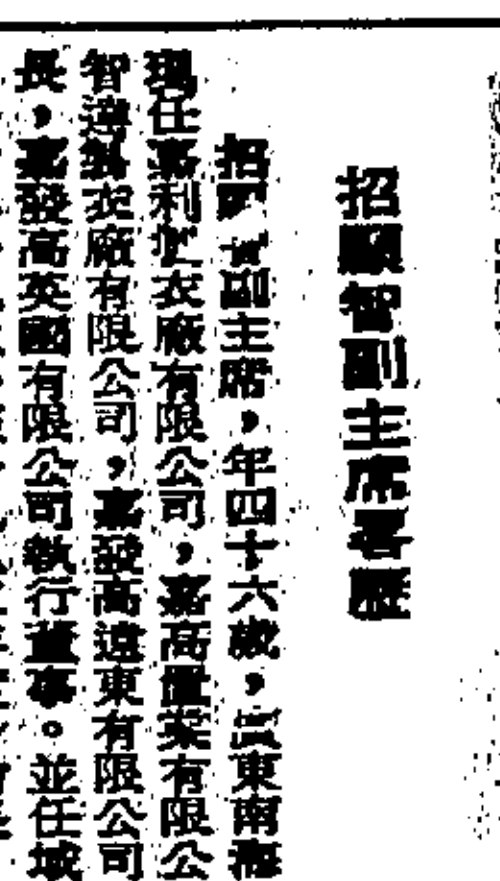 招顯智副主席畧歷
招顯智副主席，年四十六歲，廣東南海
現任嘉利製衣廠有限公司，嘉高置業有限公
智達製衣廠有限公司，嘉發高遠東有限公司
長，嘉發高英國有限公司執行董事。並任域